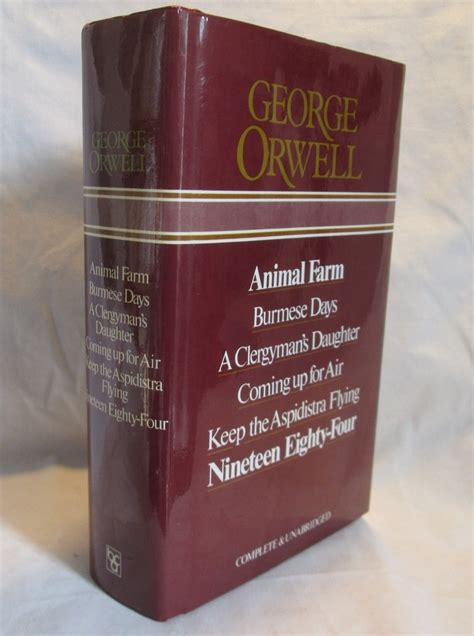 GEORGE
ORWELL
Animal Farm
Burmese Days
A Clergyman's
Daughter
Coming up for Air
Keep the Aspidistra
Flying
Nineteen Eighty-Four
GEORGE
ORWELL
Animal Farm
Burmese Days
A Clergyman's Daughter
Coming up for Air
Keep the Aspidistra Flying
Nineteen Eighty-Four
COMPLETE & UNABRIDGED